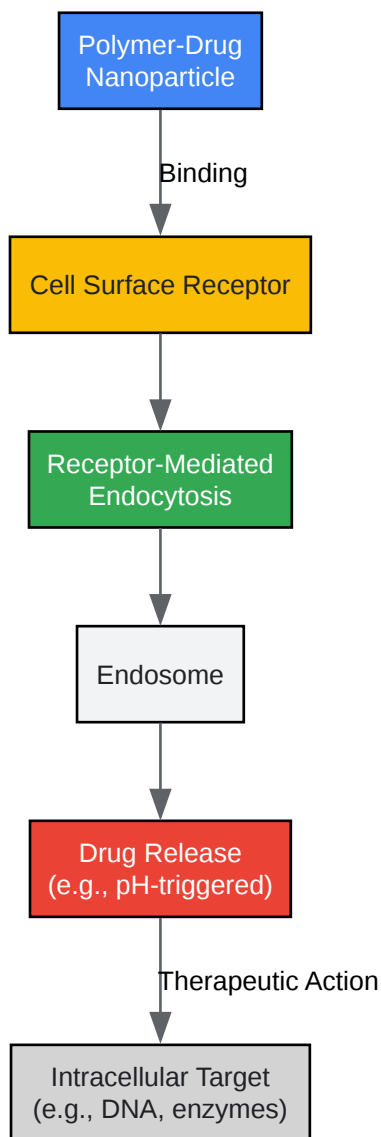 Polymer-Drug
Nanoparticle
Binding
Cell Surface Receptor
Receptor-Mediated
Endocytosis
Endosome
Drug Release
(e.g., pH-triggered)
Therapeutic Action
Intracellular Target
(e.g., DNA, enzymes)